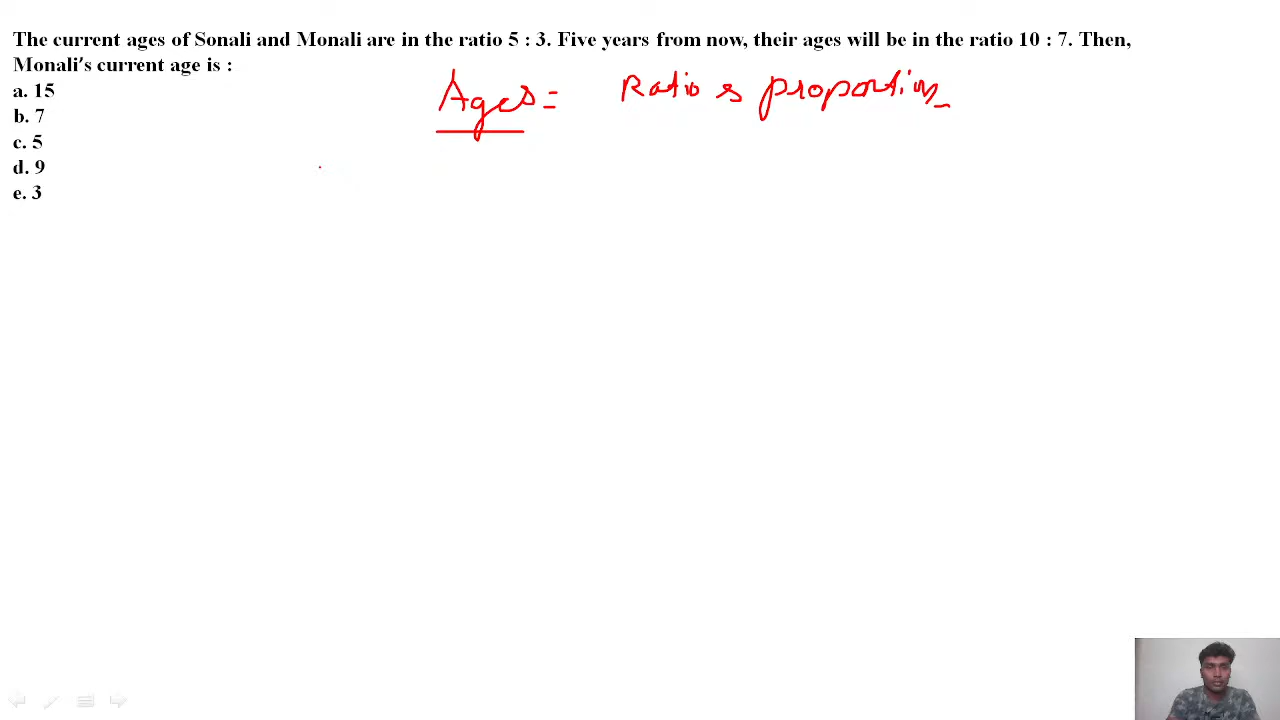 The current ages of Sonali and Monali are in the ratio 5 : 3. Five years from now, their ages will be in the ratio 10 : 7. Then,
Monali's current age is :
a. 15
b. 7
c. 5
d. 9
e. 3
Ages = Ratio & proportion